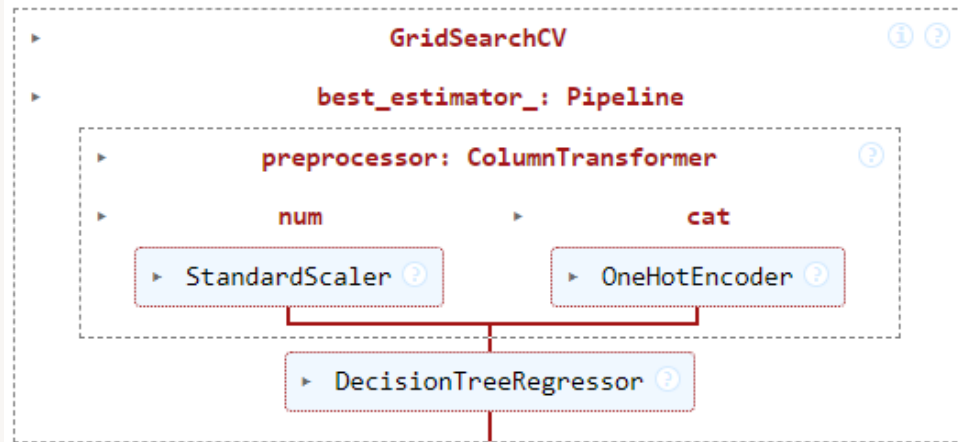 GridSearchCV
best_estimator_: Pipeline
preprocessor: ColumnTransformer
num cat
StandardScaler ? OneHotEncoder ?
DecisionTreeRegressor ?